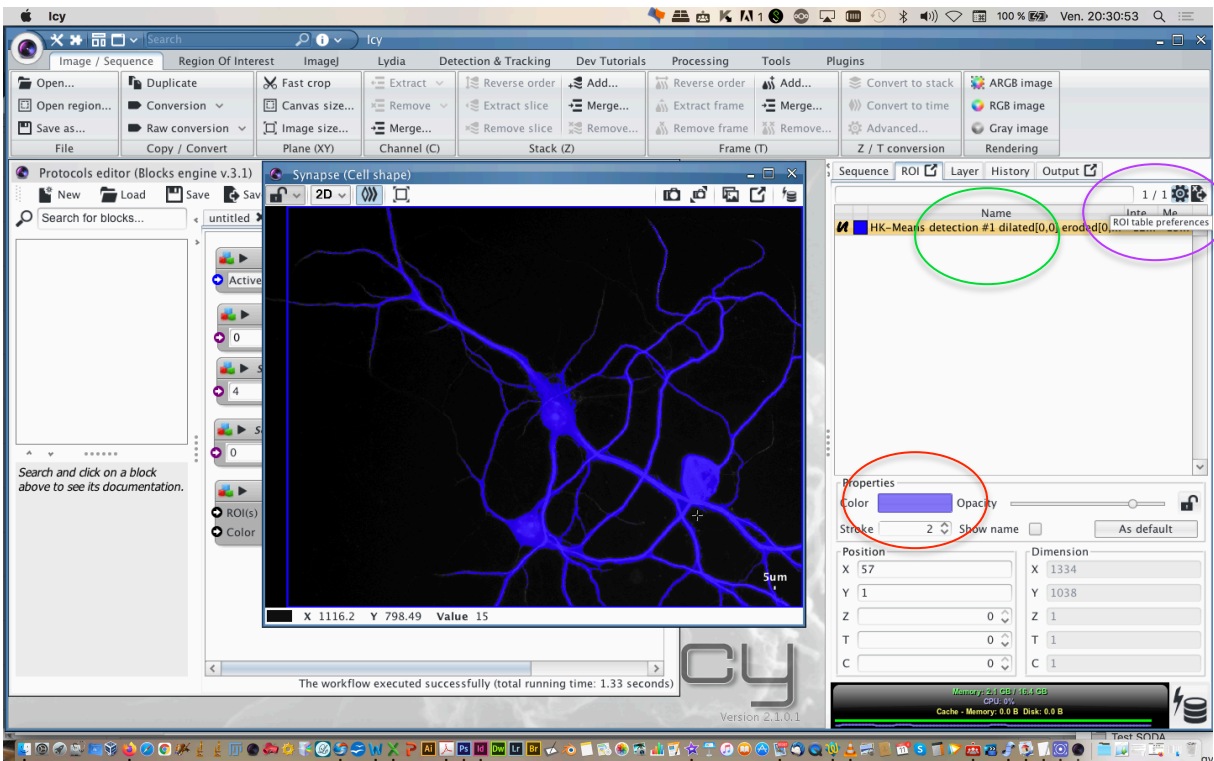 Icy
1
100 %
Ven. 20:30:53
Search
Icy
Image / Sequence Region Of Interest ImageJ Lydia Detection & Tracking Dev Tutorials Processing Tools Plugins
Open... Duplicate Fast crop Extract Reverse order Add... Reverse order Add... Convert to stack ARGB image
Open region... Conversion Canvas size... Remove Extract slice Merge... Extract frame Merge... Convert to time RGB image
Save as... Raw conversion Image size... Merge... Remove slice Remove... Remove frame Remove... Advanced... Gray image
File Copy / Convert Plane (XY) Channel (C) Stack (Z) Frame (T) Z / T conversion Rendering
Protocols editor (Blocks engine v.3.1)
New Load Save Sav
Search for blocks...
untitled
Active
0
4
0
ROI(s)
Color
Search and click on a block
above to see its documentation.
The workflow executed successfully (total running time: 1.33 seconds)
Synapse (Cell shape)
2D
5um
X 1116.2 Y 798.49 Value 15
cy
Version 2.1.0.1
Sequence ROI Layer History Output
1 / 1
Name Inte... Me...
ROI table preferences
HK-Means detection #1 dilated[0,0] eroded[0,...
Properties
Color Opacity
Stroke 2 Show name As default
Position Dimension
X 57 X 1334
Y 1 Y 1038
Z 0 Z 1
T 0 T 1
C 0 C 1
Memory: 2.1 GB / 16.4 GB
CPU: 0%
Cache - Memory: 0.0 B Disk: 0.0 B
Test SODA